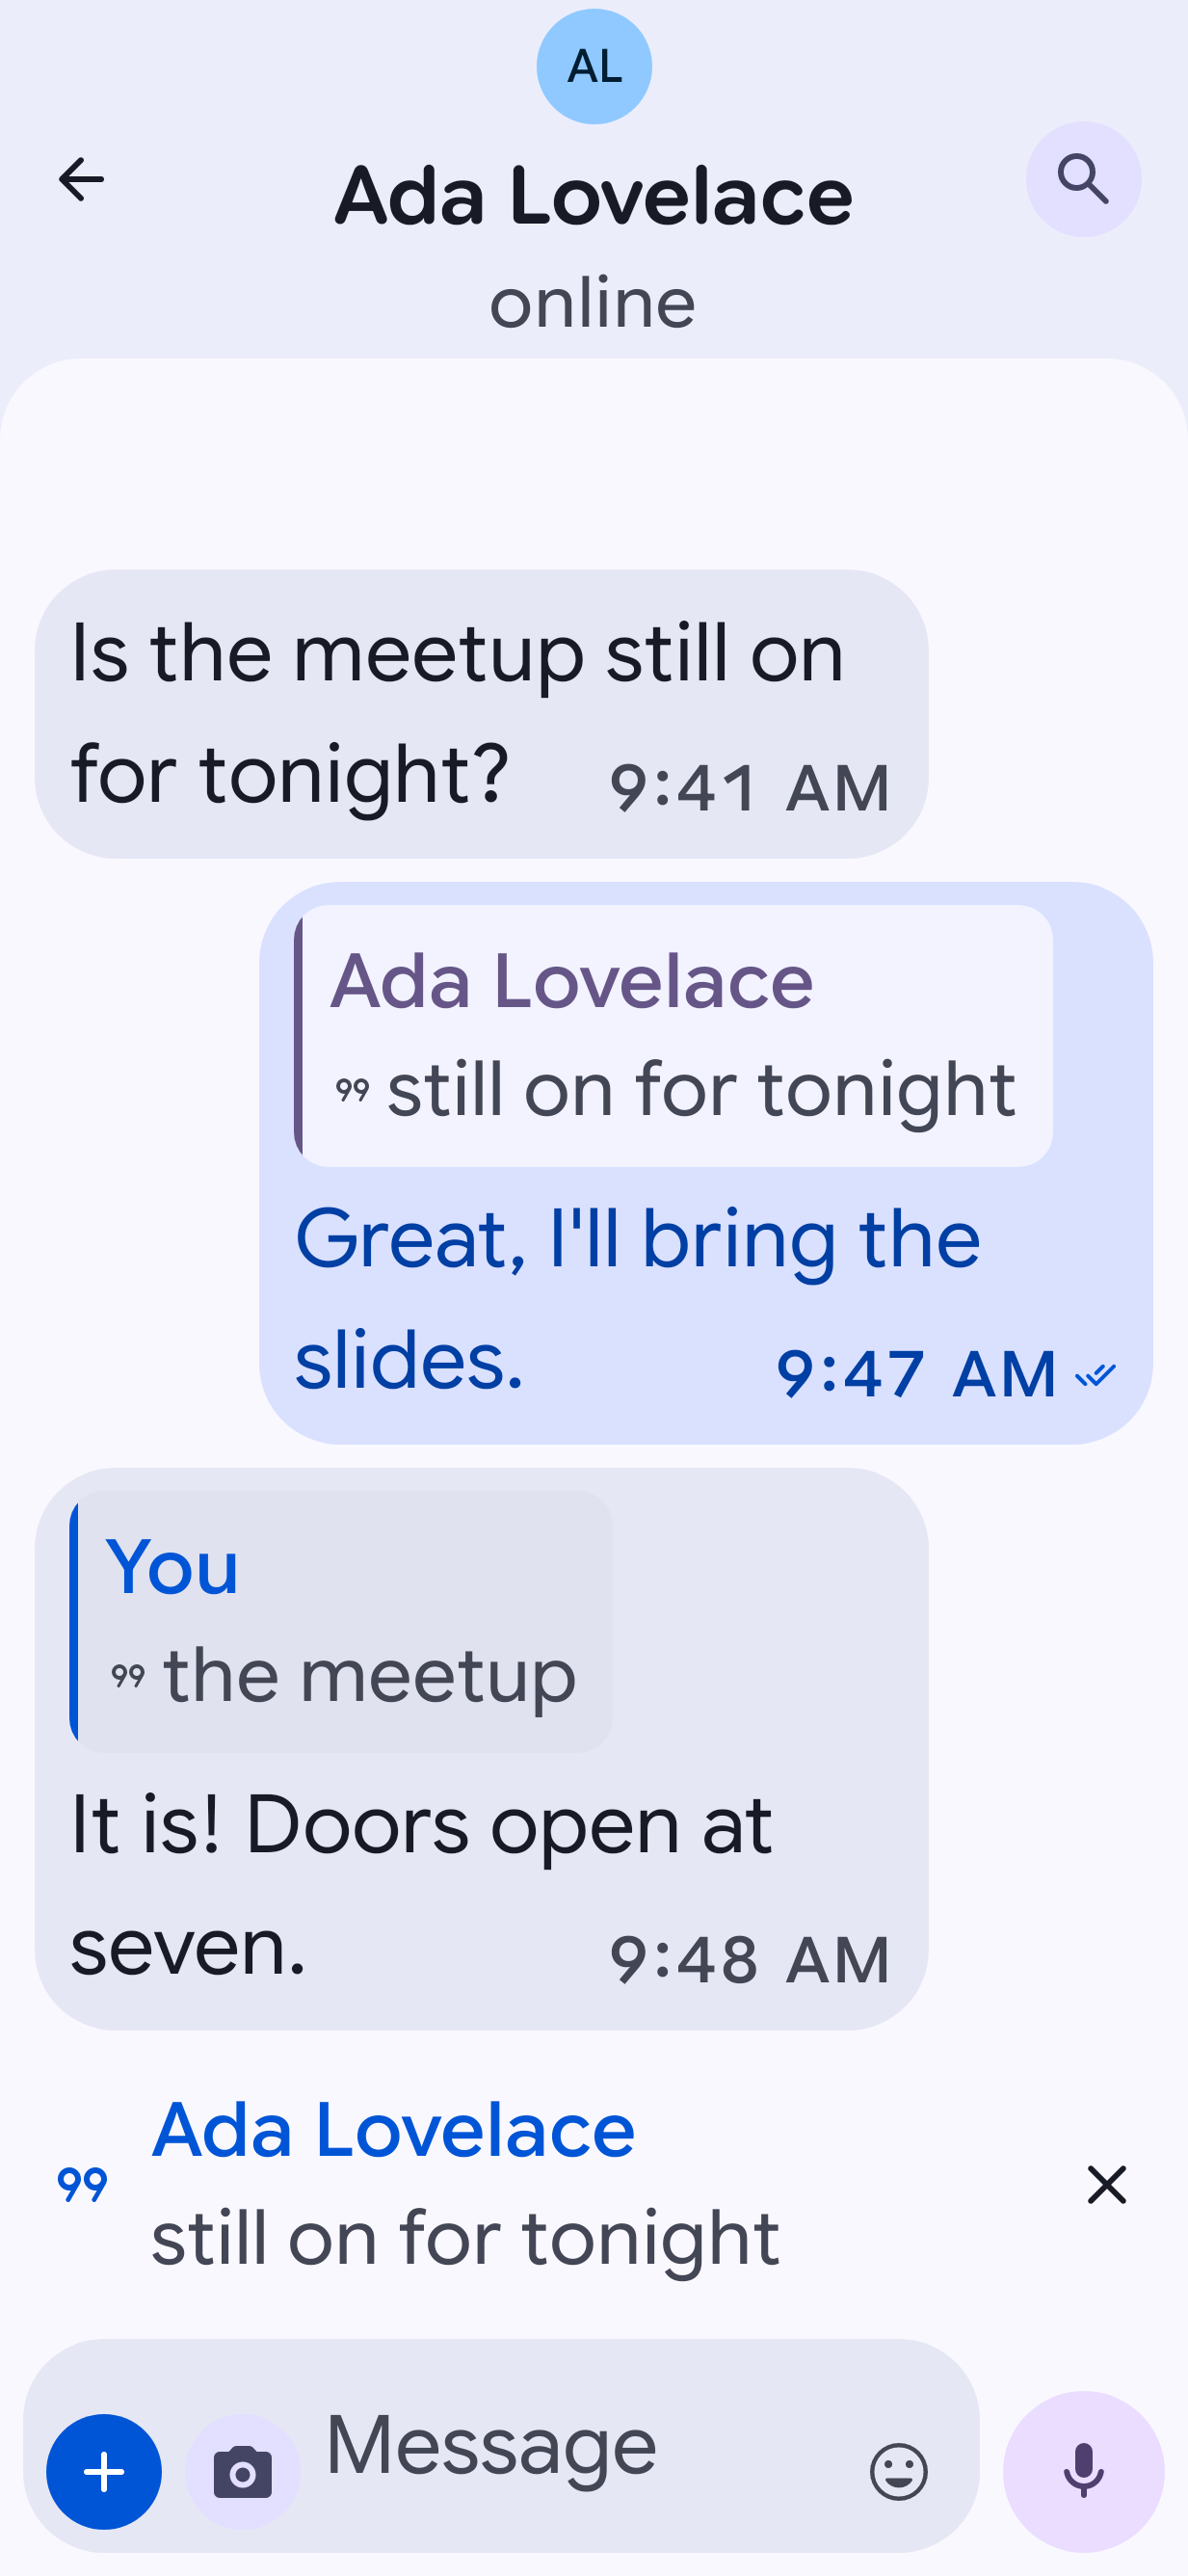 AL
Ada Lovelace
online
Is the meetup still on
for tonight? 9:41 AM
Ada Lovelace
still on for tonight
Great, I'll bring the
slides. 9:47 AM
You
the meetup
It is! Doors open at
seven. 9:48 AM
Ada Lovelace
still on for tonight
Message